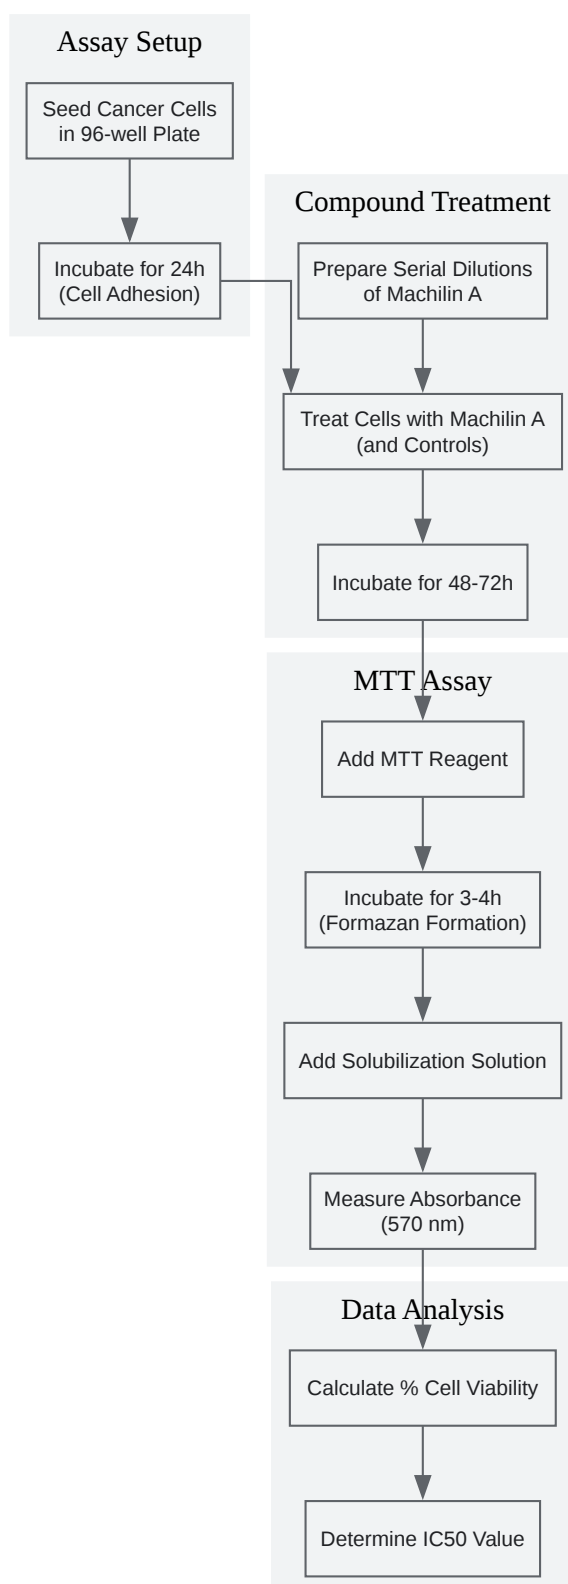 Assay Setup
Seed Cancer Cells
in 96-well Plate
Incubate for 24h
(Cell Adhesion)
Compound Treatment
Prepare Serial Dilutions
of Machilin A
Treat Cells with Machilin A
(and Controls)
Incubate for 48-72h
MTT Assay
Add MTT Reagent
Incubate for 3-4h
(Formazan Formation)
Add Solubilization Solution
Measure Absorbance
(570 nm)
Data Analysis
Calculate % Cell Viability
Determine IC50 Value